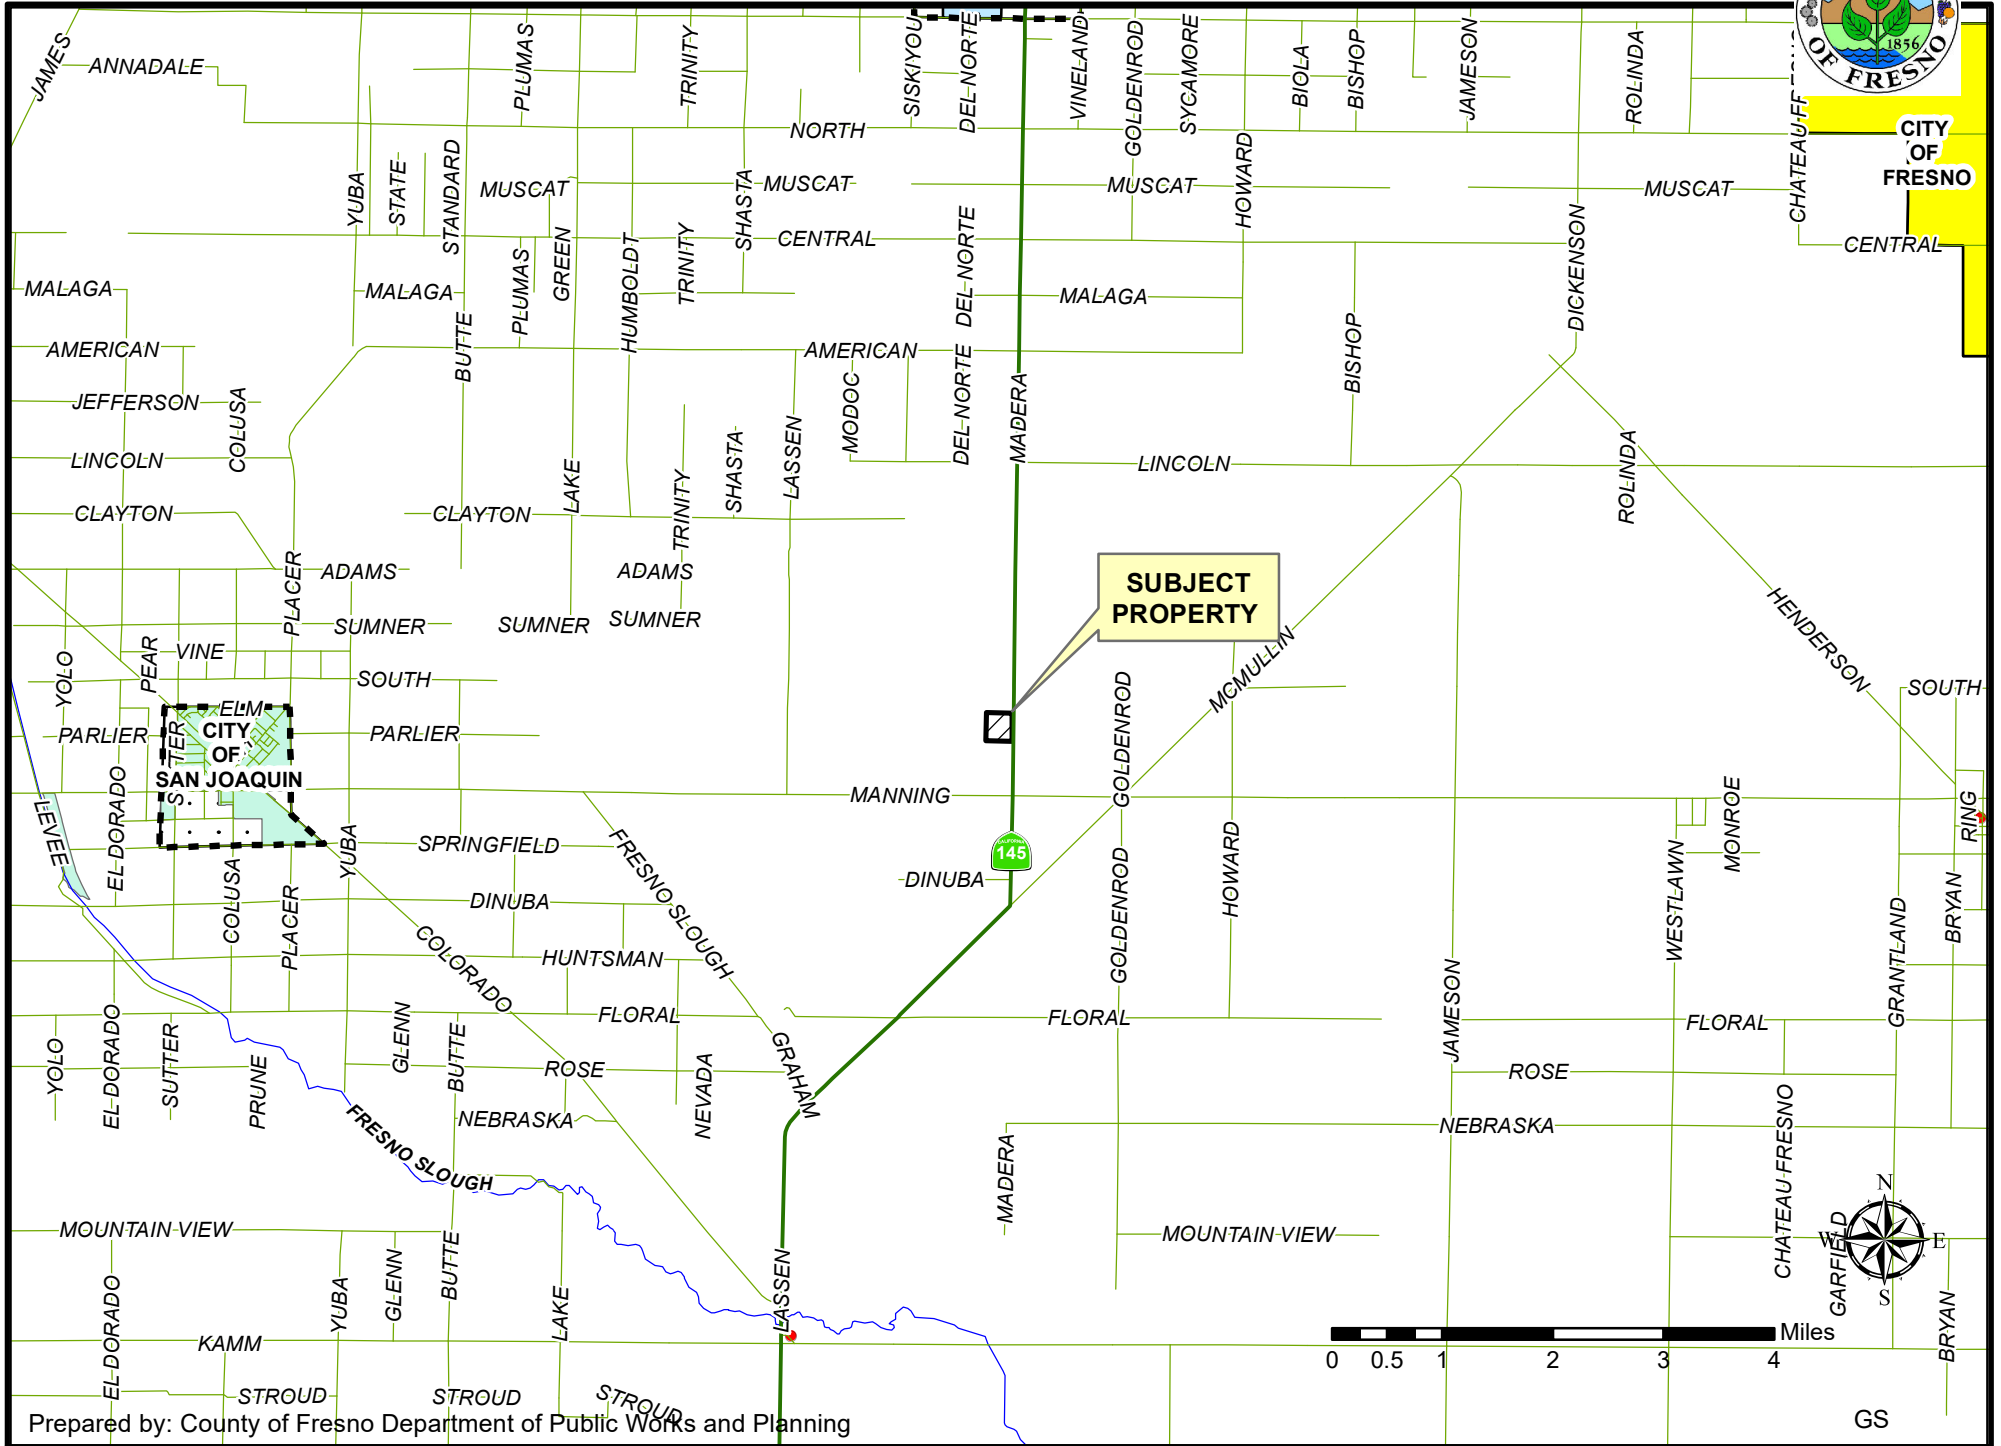 JAMES
ANNADALE
PLUMAS
TRINITY
SISKIYOU
DEL NORTE
VINELAND
GOLDENROD
SYCAMORE
BIOLA
BISHOP
JAMESON
ROLINDA
1856
OF FRESNO
NORTH
CITY
OF
FRESNO
YUBA
STATE
STANDARD
MUSCAT
SHASTA
MUSCAT
MUSCAT
HOWARD
MUSCAT
CENTRAL
GREEN
HUMBOLDT
TRINITY
DEL NORTE
DICKENSON
CENTRAL
MALAGA
MALAGA
PLUMAS
DEL NORTE
MALAGA
BUTTE
AMERICAN
AMERICAN
BISHOP
JEFFERSON
COLUSA
MODOC
DEL NORTE
MADERA
LINCOLN
LASSEN
LINCOLN
ROLINDA
CLAYTON
CLAYTON
LAKE
TRINITY
SHASTA
PLACER
ADAMS
ADAMS
SUBJECT
PROPERTY
SUMNER
SUMNER
SUMNER
HENDERSON
YOLO
PEAR
VINE
SOUTH
MCMULLIN
SOUTH
ELM
PARLIER
CITY
OF
SAN JOAQUIN
PARLIER
GOLDENROD
LEVEE
EL DORADO
MANNING
MONROE
RING
YUBA
SPRINGFIELD
FRESNO SLOUGH
CALIFORNIA
145
DINUBA
GOLDENROD
HOWARD
WESTLAWN
COLUSA
PLACER
DINUBA
COLORADO
HUNTSMAN
GRANTLAND
BRYAN
YOLO
EL DORADO
SUTTER
PRUNE
GLENN
BUTTE
FLORAL
GRAHAM
FLORAL
JAMESON
FLORAL
ROSE
NEVADA
ROSE
FRESNO SLOUGH
NEBRASKA
MADERA
NEBRASKA
CHATEAU FRESNO
MOUNTAIN VIEW
GLENN
BUTTE
LASSEN
MOUNTAIN VIEW
GARFIELD
N
W
E
S
EL DORADO
YUBA
LAKE
KAMM
BRYAN
Miles
0 0.5 1 2 3 4
STROUD
STROUD
STROUD
Prepared by: County of Fresno Department of Public Works and Planning
GS